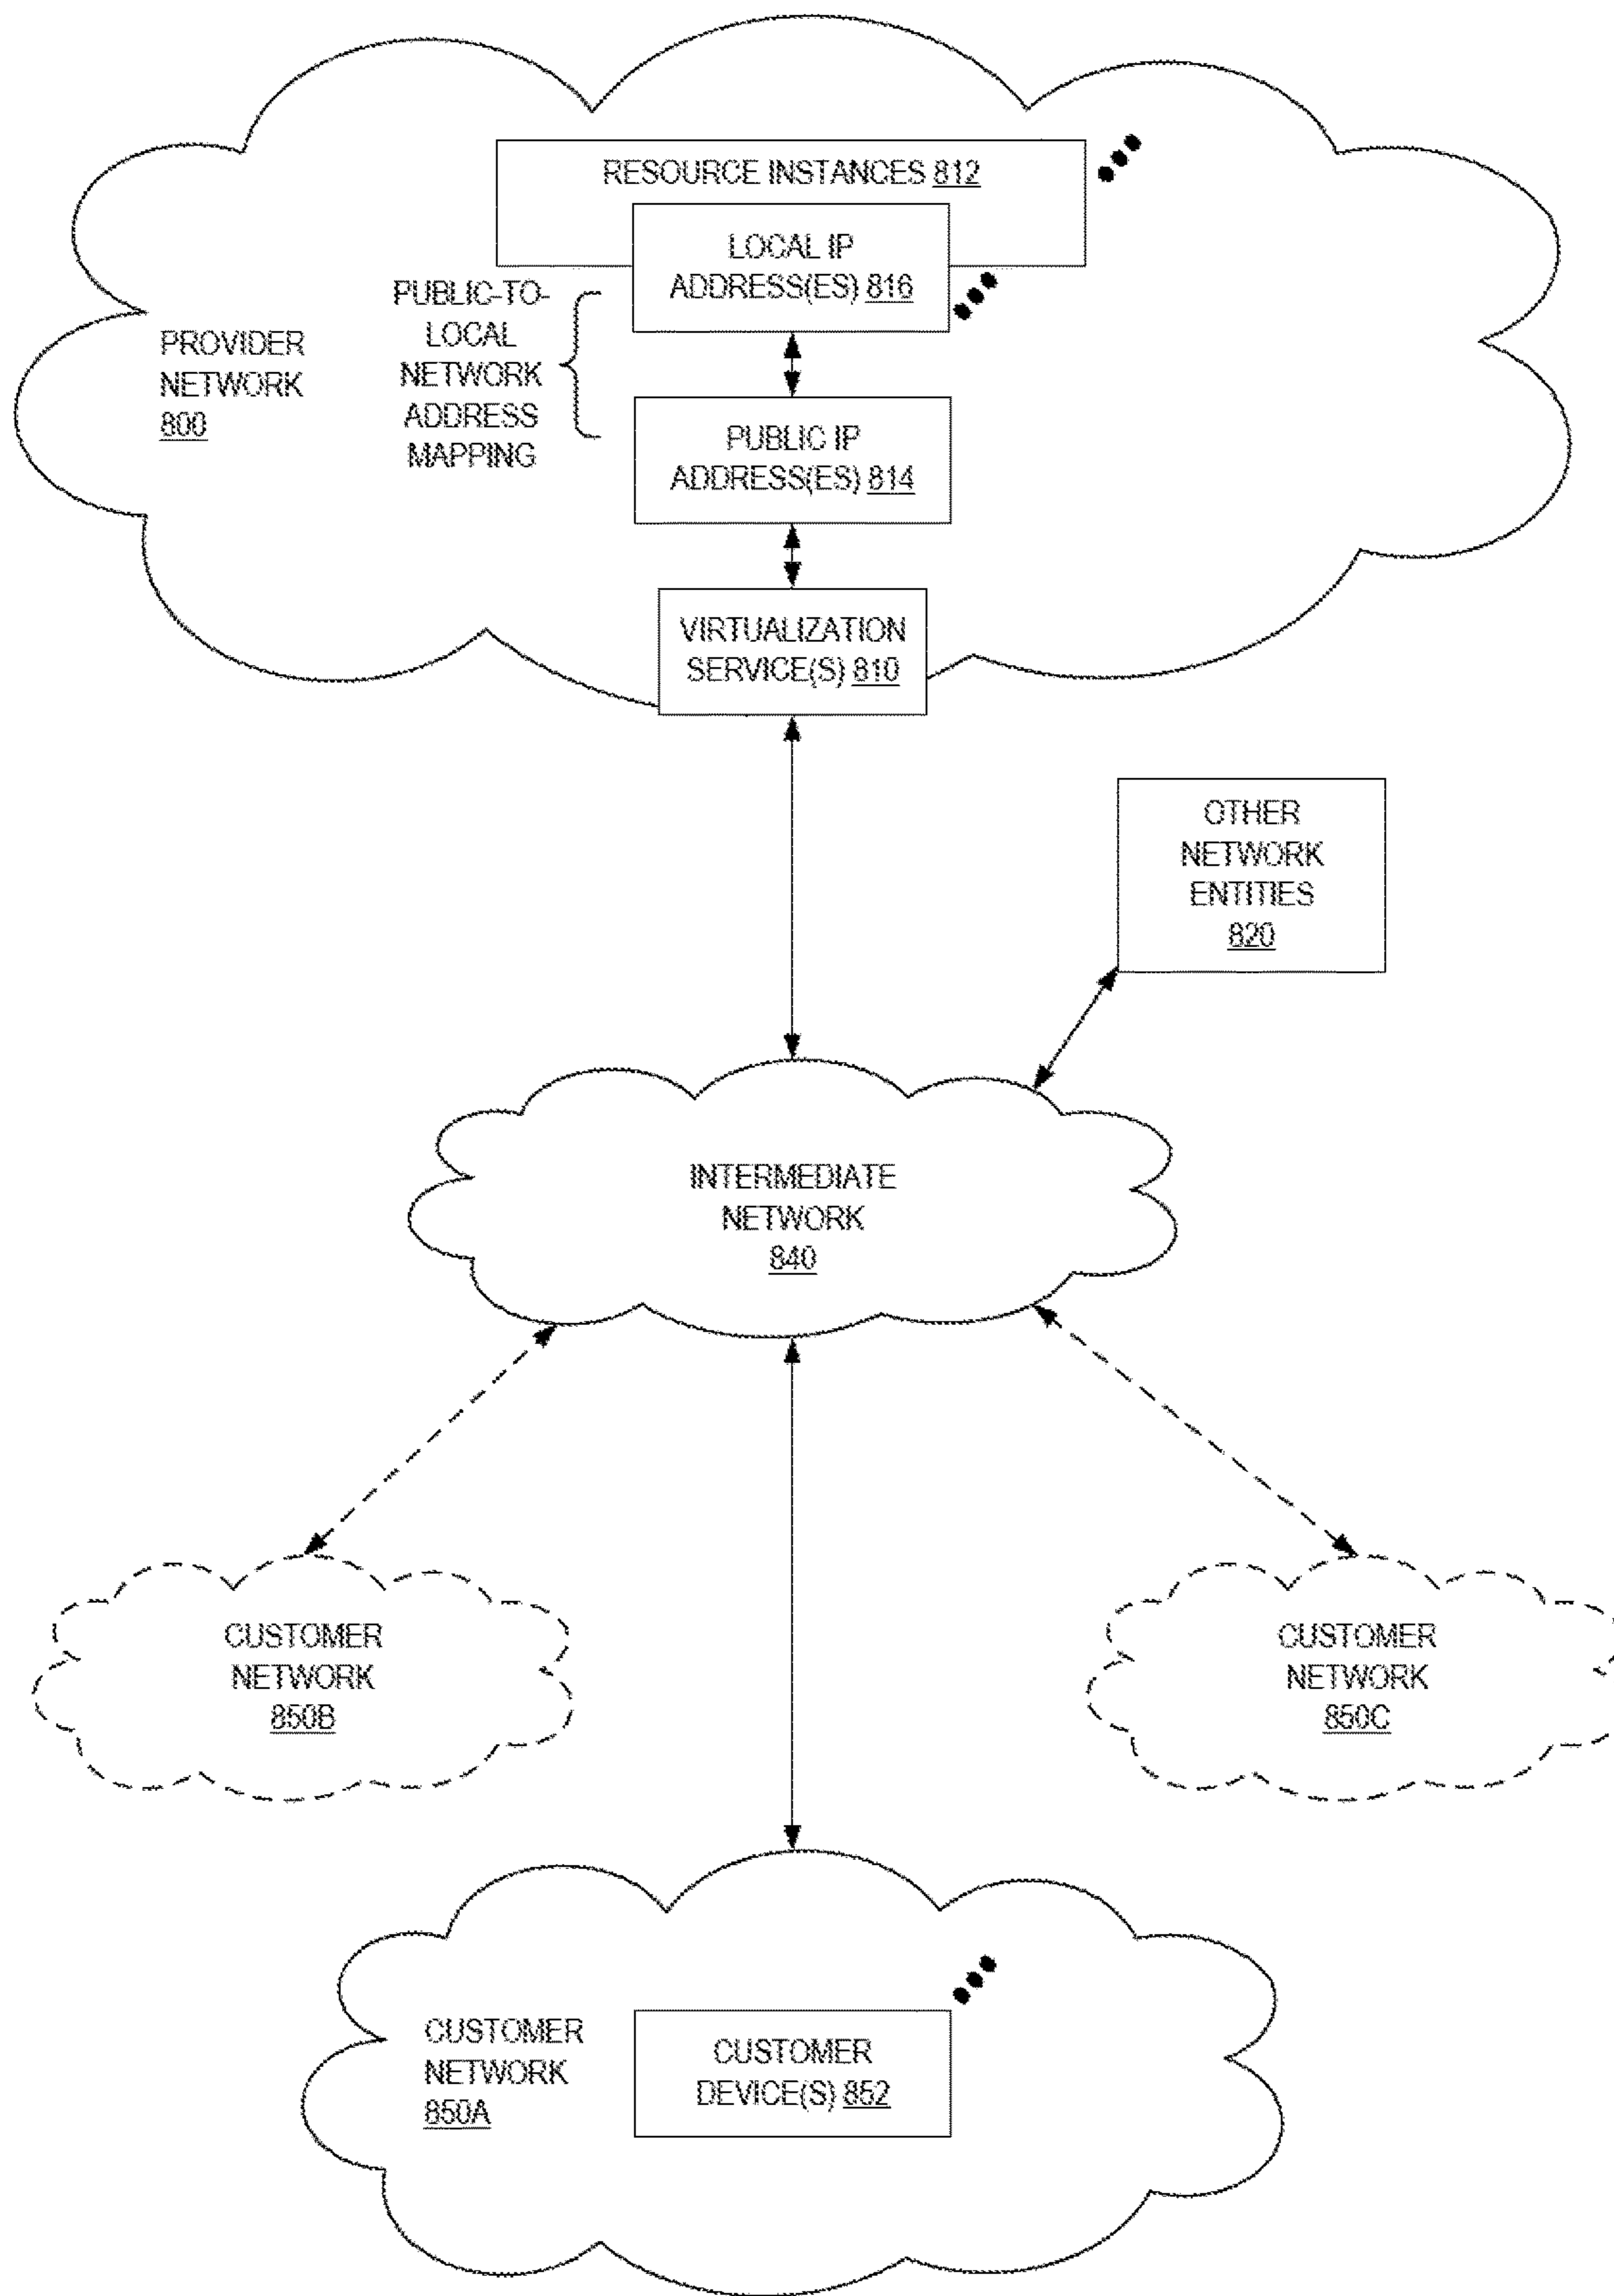 RESOURCE INSTANCES 812
LOCAL IP
ADDRESS(ES) 816
PUBLIC-TO-
LOCAL
NETWORK
ADDRESS
MAPPING
PROVIDER
NETWORK
800
PUBLIC IP
ADDRESS(ES) 814
VIRTUALIZATION
SERVICE(S) 810
OTHER
NETWORK
ENTITIES
820
INTERMEDIATE
NETWORK
840
CUSTOMER
NETWORK
850B
CUSTOMER
NETWORK
850C
CUSTOMER
NETWORK
850A
CUSTOMER
DEVICE(S) 852